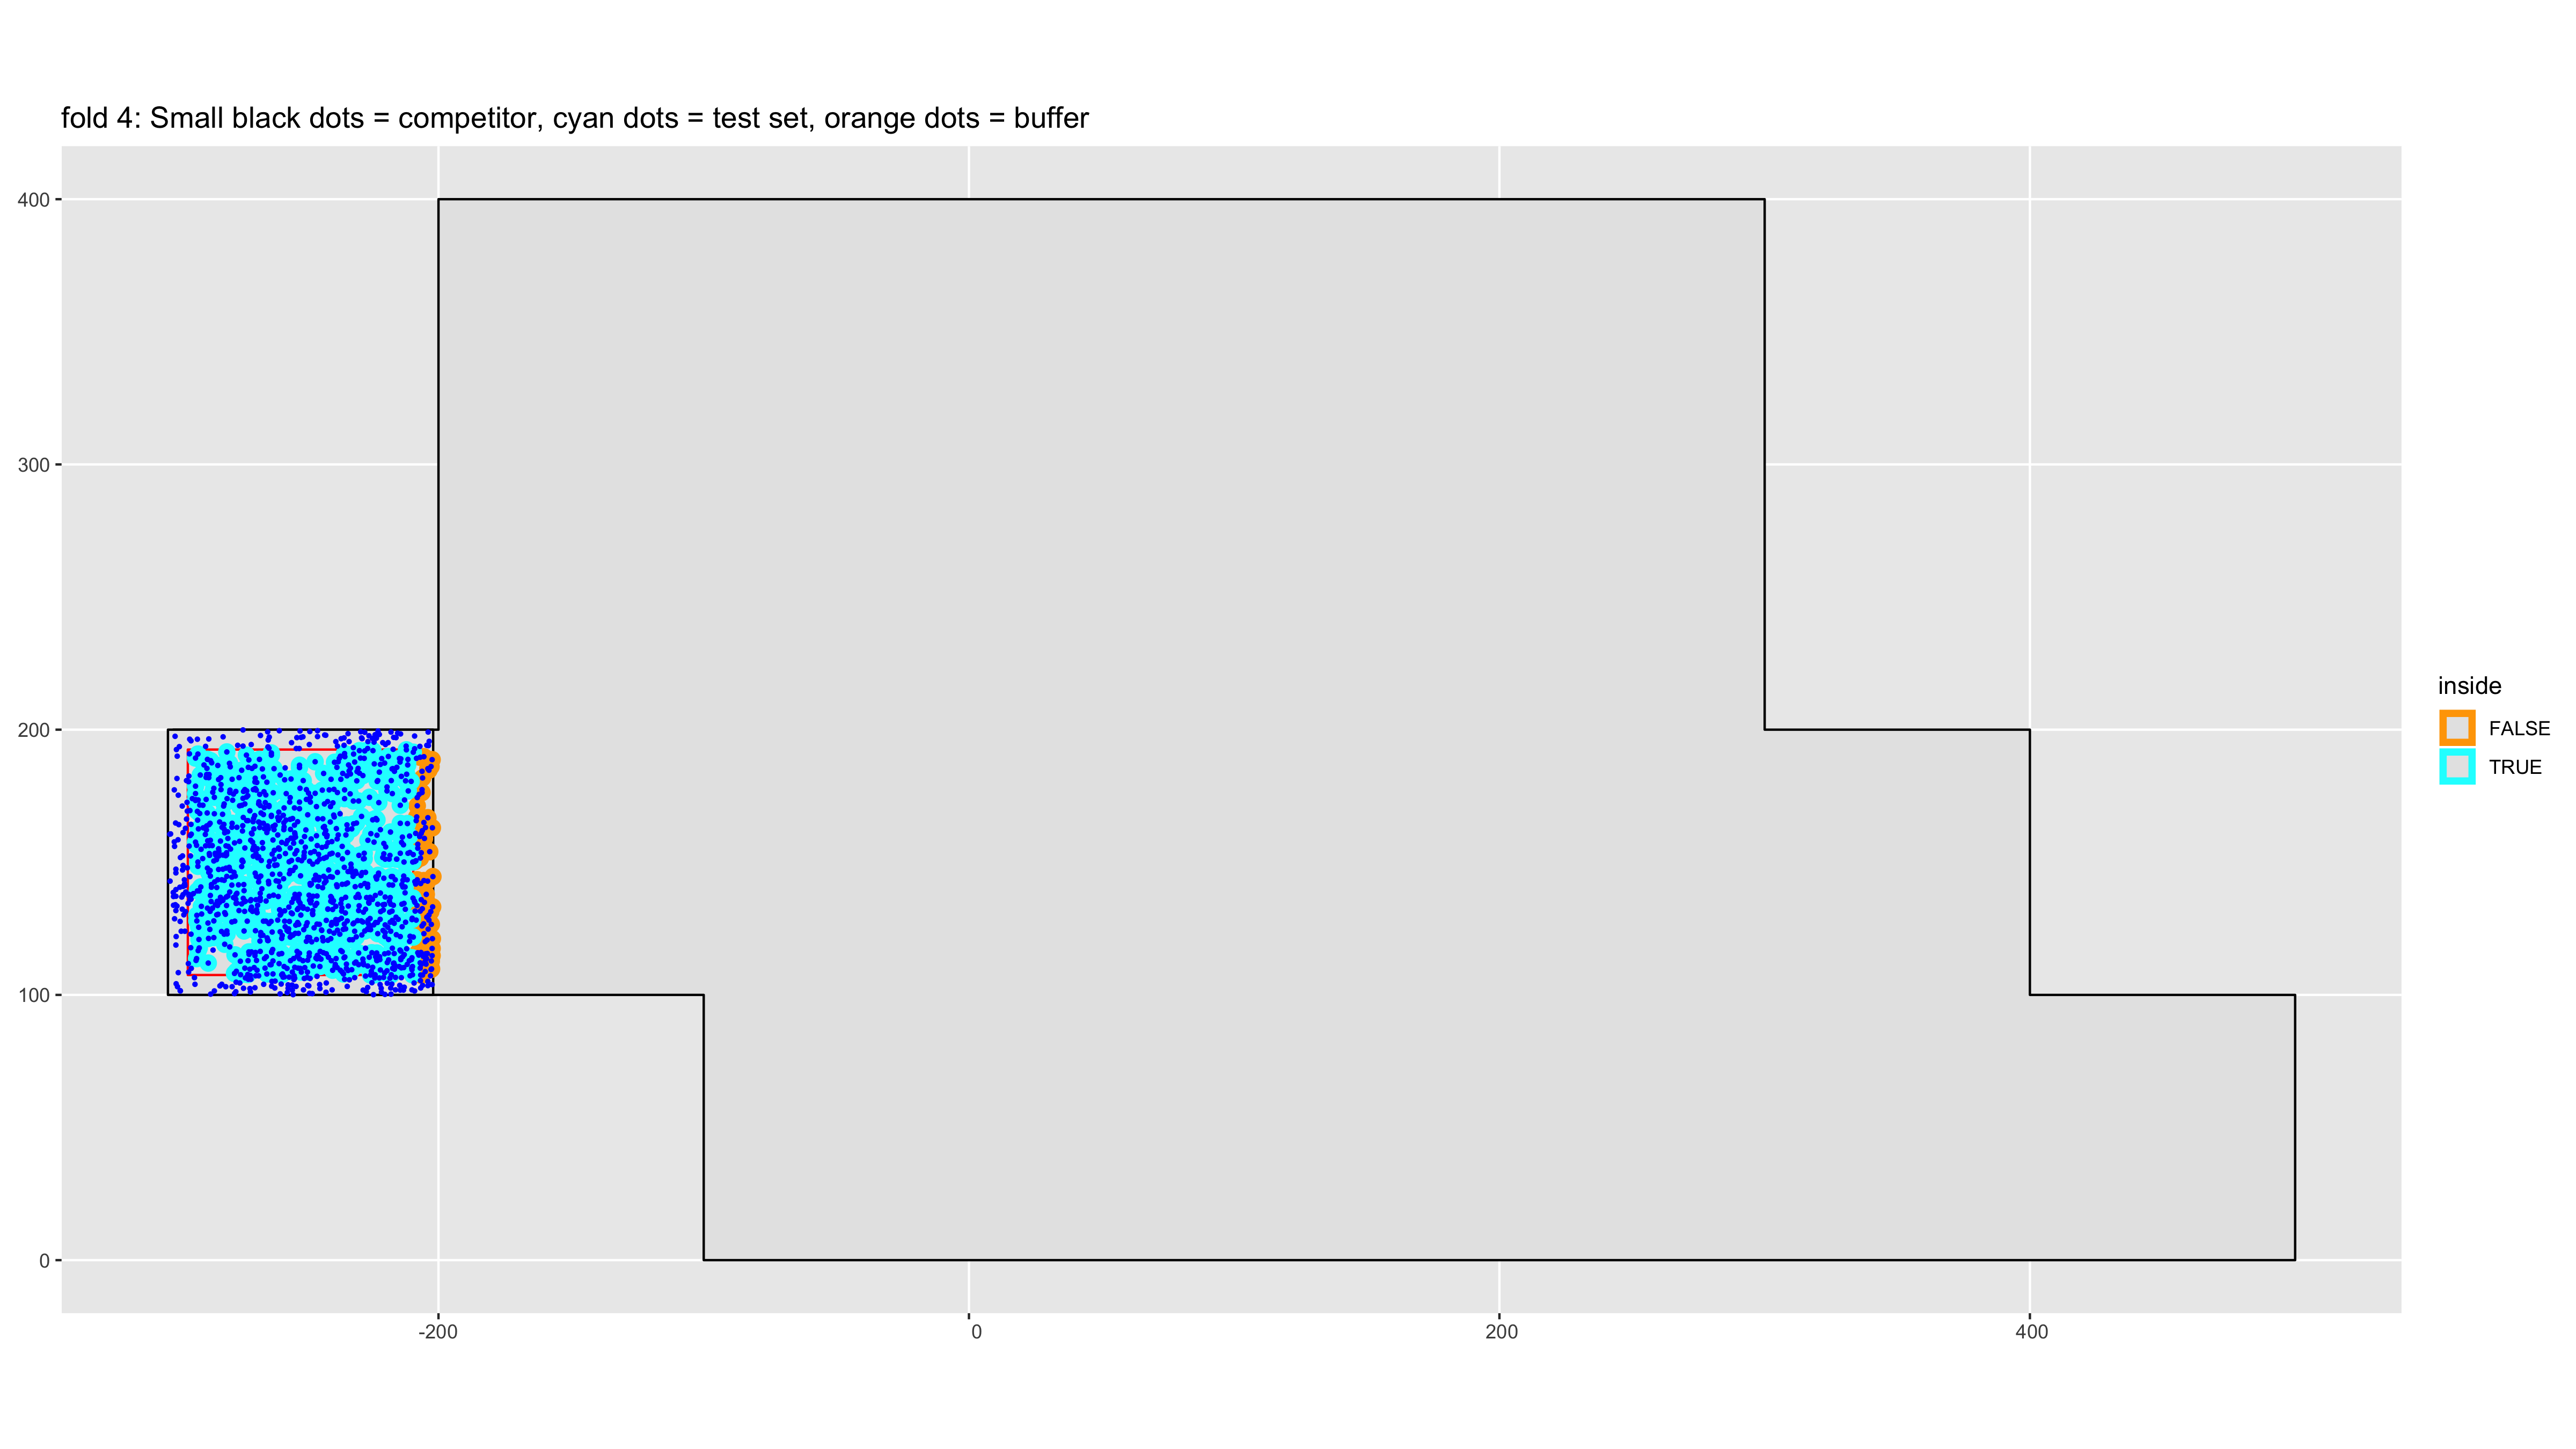 fold 4: Small black dots = competitor, cyan dots = test set, orange dots = buffer
400
300
200
100
0
-200
0
200
400
inside
FALSE
TRUE